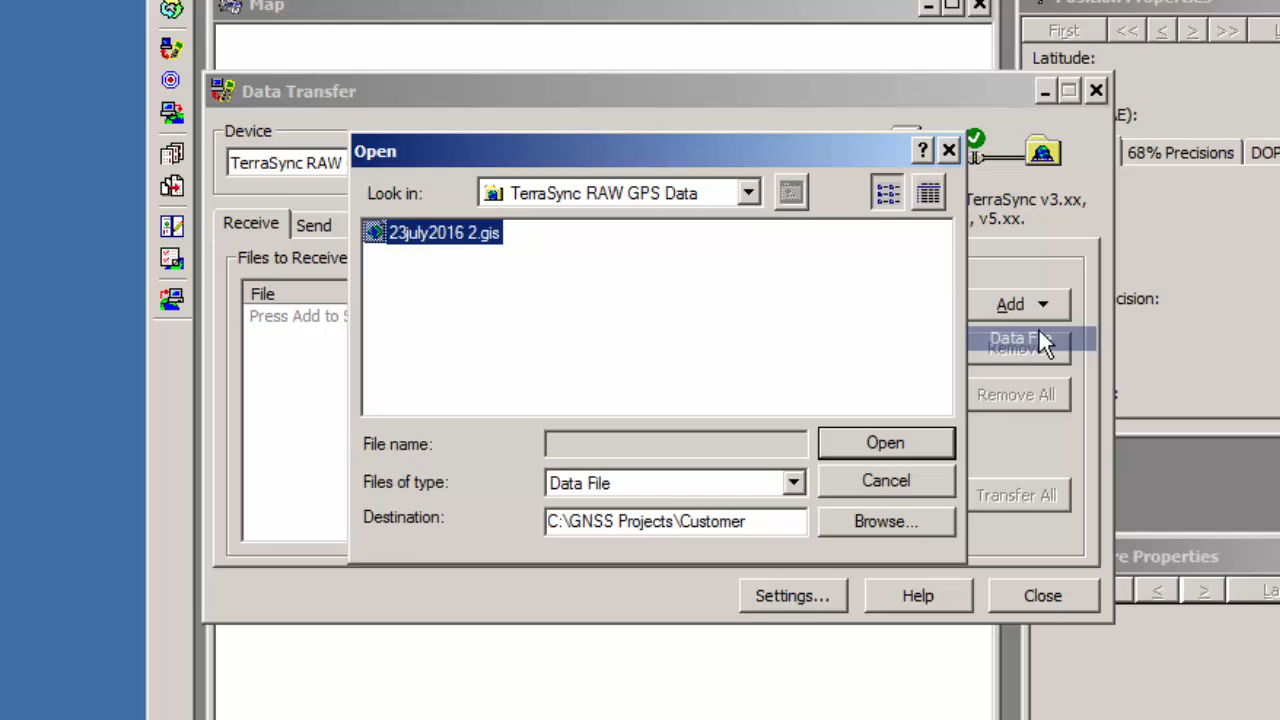 Map
Position Properties
First << < > >>
Latitude:
Data Transfer
Device
TerraSync RAW
TerraSync v3.xx,
, v5.xx.
68% Precisions
Open
Look in: TerraSync RAW GPS Data
23july2016 2.gis
Receive Send
Files to Receive
File
Press Add to
Add
Data
Remove All
Transfer All
File name:
Open
Files of type: Data File
Cancel
Destination: C:\GNSS Projects\Customer
Browse...
Settings... Help Close
Properties
< >